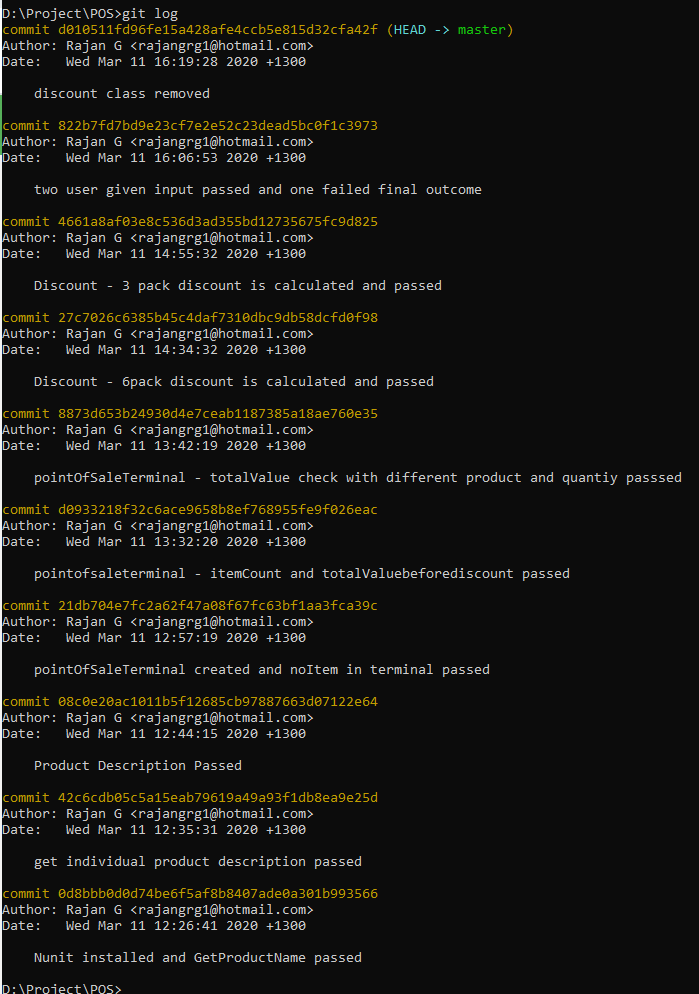 D:\Project\POS>git log
commit d010511fd96fe15a428afe4ccb5e815d32cfa42f (HEAD -> master)
Author: Rajan G <rajangrg1@hotmail.com>
Date:   Wed Mar 11 16:19:28 2020 +1300
discount class removed
commit 822b7fd7bd9e23cf7e2e52c23dead5bc0f1c3973
Author: Rajan G <rajangrg1@hotmail.com>
Date:   Wed Mar 11 16:06:53 2020 +1300
two user given input passed and one failed final outcome
commit 4661a8af03e8c536d3ad355bd12735675fc9d825
Author: Rajan G <rajangrg1@hotmail.com>
Date:   Wed Mar 11 14:55:32 2020 +1300
Discount - 3 pack discount is calculated and passed
commit 27c7026c6385b45c4daf7310dbc9db58dcfd0f98
Author: Rajan G <rajangrg1@hotmail.com>
Date:   Wed Mar 11 14:34:32 2020 +1300
Discount - 6pack discount is calculated and passed
commit 8873d653b24930d4e7ceab1187385a18ae760e35
Author: Rajan G <rajangrg1@hotmail.com>
Date:   Wed Mar 11 13:42:19 2020 +1300
pointOfSaleTerminal - totalValue check with different product and quantiy passsed
commit d0933218f32c6ace9658b8ef768955fe9f026eac
Author: Rajan G <rajangrg1@hotmail.com>
Date:   Wed Mar 11 13:32:20 2020 +1300
pointofsaleterminal - itemCount and totalValuebeforediscount passed
commit 21db704e7fc2a62f47a08f67fc63bf1aa3fca39c
Author: Rajan G <rajangrg1@hotmail.com>
Date:   Wed Mar 11 12:57:19 2020 +1300
pointOfSaleTerminal created and noItem in terminal passed
commit 08c0e20ac1011b5f12685cb97887663d07122e64
Author: Rajan G <rajangrg1@hotmail.com>
Date:   Wed Mar 11 12:44:15 2020 +1300
Product Description Passed
commit 42c6cdb05c5a15eab79619a49a93f1db8ea9e25d
Author: Rajan G <rajangrg1@hotmail.com>
Date:   Wed Mar 11 12:35:31 2020 +1300
get individual product description passed
commit 0d8bbb0d0d74be6f5af8b8407ade0a301b993566
Author: Rajan G <rajangrg1@hotmail.com>
Date:   Wed Mar 11 12:26:41 2020 +1300
Nunit installed and GetProductName passed
D:\Project\POS>